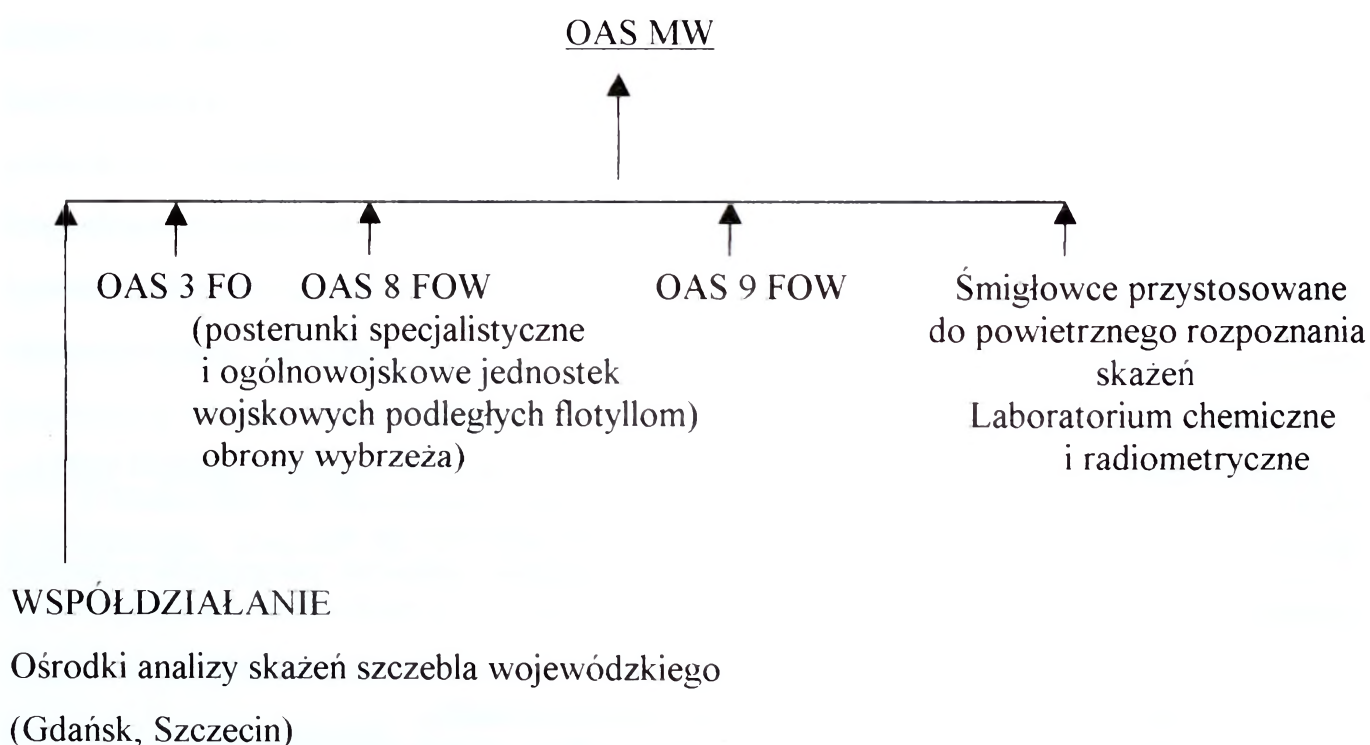 OAS MW
OAS 3 FO OAS 8 FOW OAS 9 FOW
(posterunki specjalistyczne
i ogólnowojskowe jednostek
wojskowych podległych flotyllom)
obrony wybrzeża)
Śmigłowce przystosowane
do powietrznego rozpoznania
skażeń
Laboratorium chemiczne
i radiometryczne
WSPÓŁDZIAŁANIE
Ośrodki analizy skażeń szczebla wojewódzkiego
(Gdańsk, Szczecin)